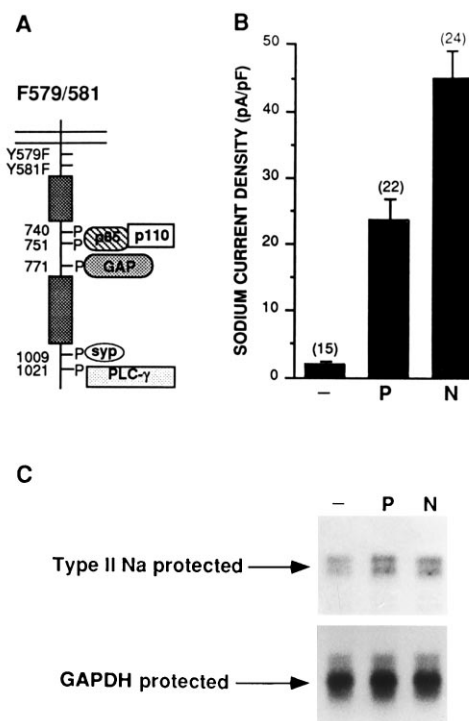 A
F579/581
Y579F
Y581F
740 P p85 p110
751 P
771 P GAP
1009 P syp
1021 P PLC-γ
B
SODIUM CURRENT DENSITY (pA/pF)
50
40
30
20
10
0
(15)
(22)
(24)
– P N
C
– P N
Type II Na protected
GAPDH protected